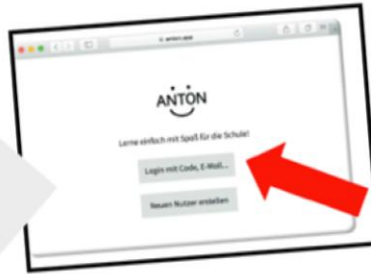 anton.app
ANTON
Lerne einfach mit Spaß für die Schule!
Login mit Code, E-Mail...
Neuen Nutzer erstellen